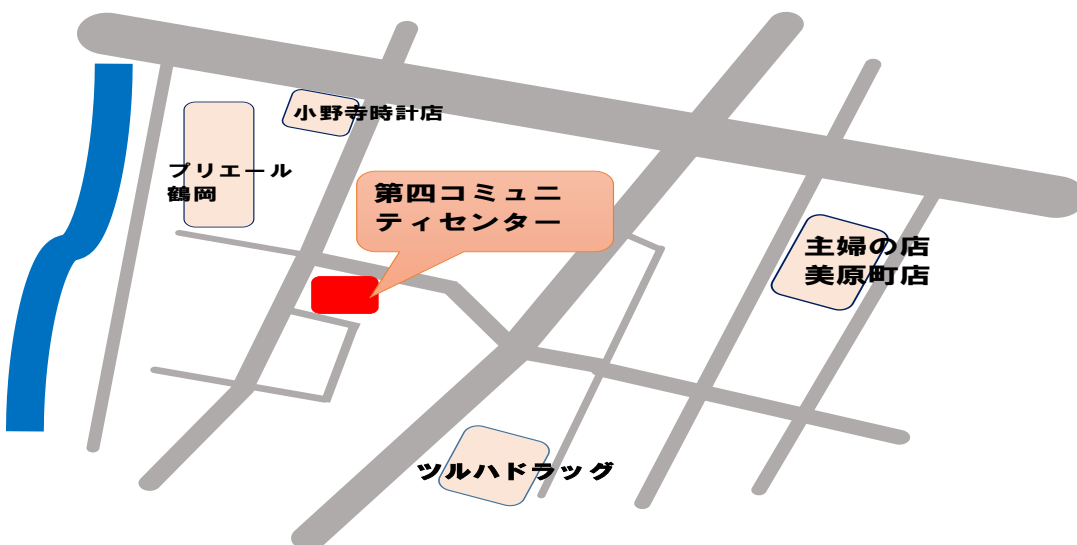 小野寺時計店
プリエール
鶴岡
第四コミュニ
ティセンター
主婦の店
美原町店
ツルハドラッグ